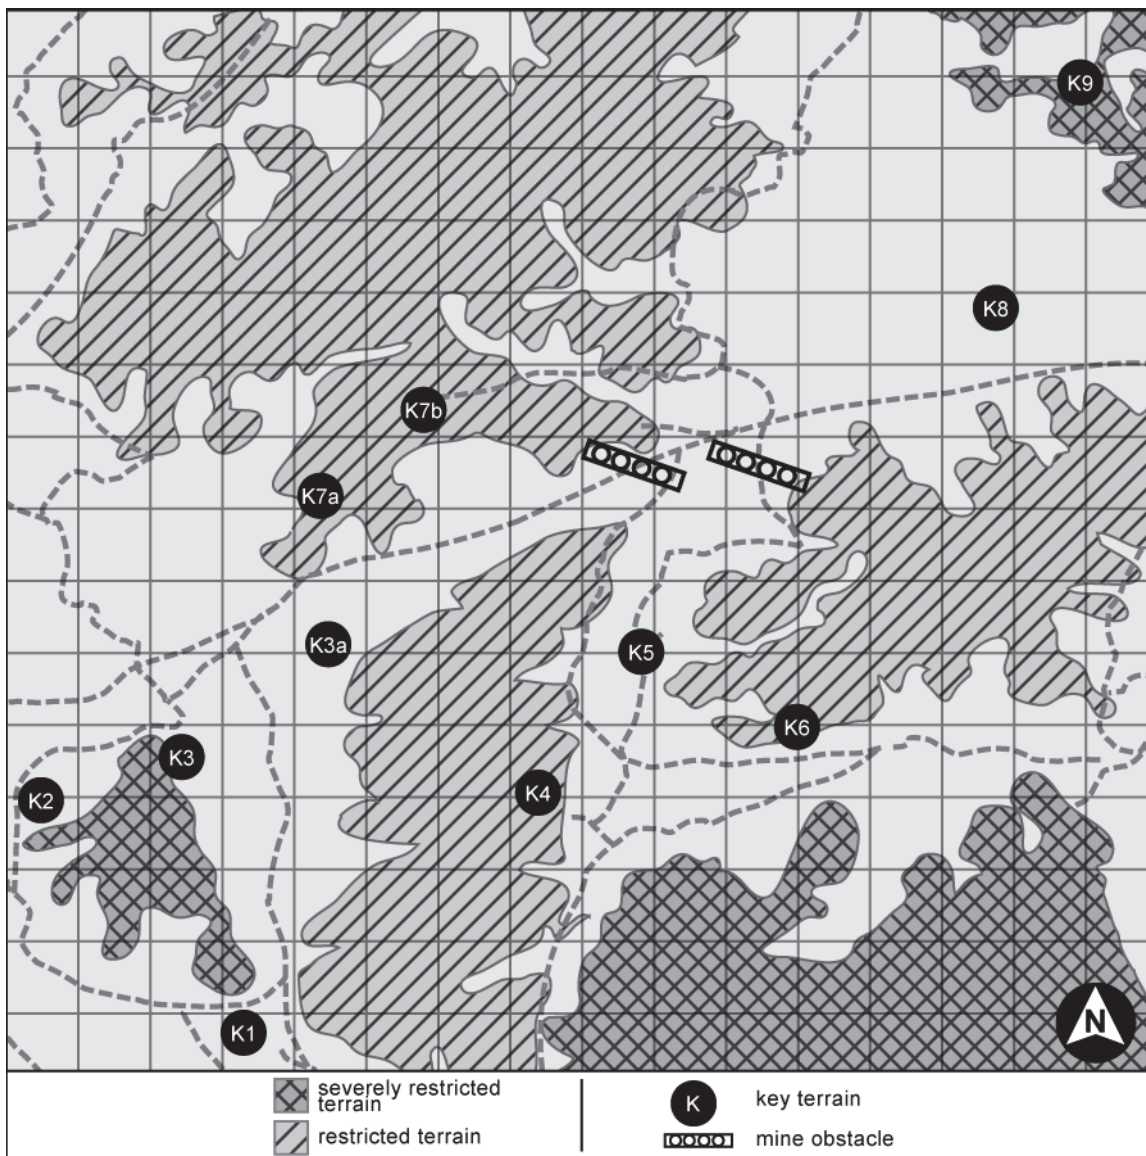 K9
K8
K7b
K7a
K3a
K5
K6
K3
K4
K2
K1
N
severely restricted
terrain
restricted terrain
K
key terrain
mine obstacle